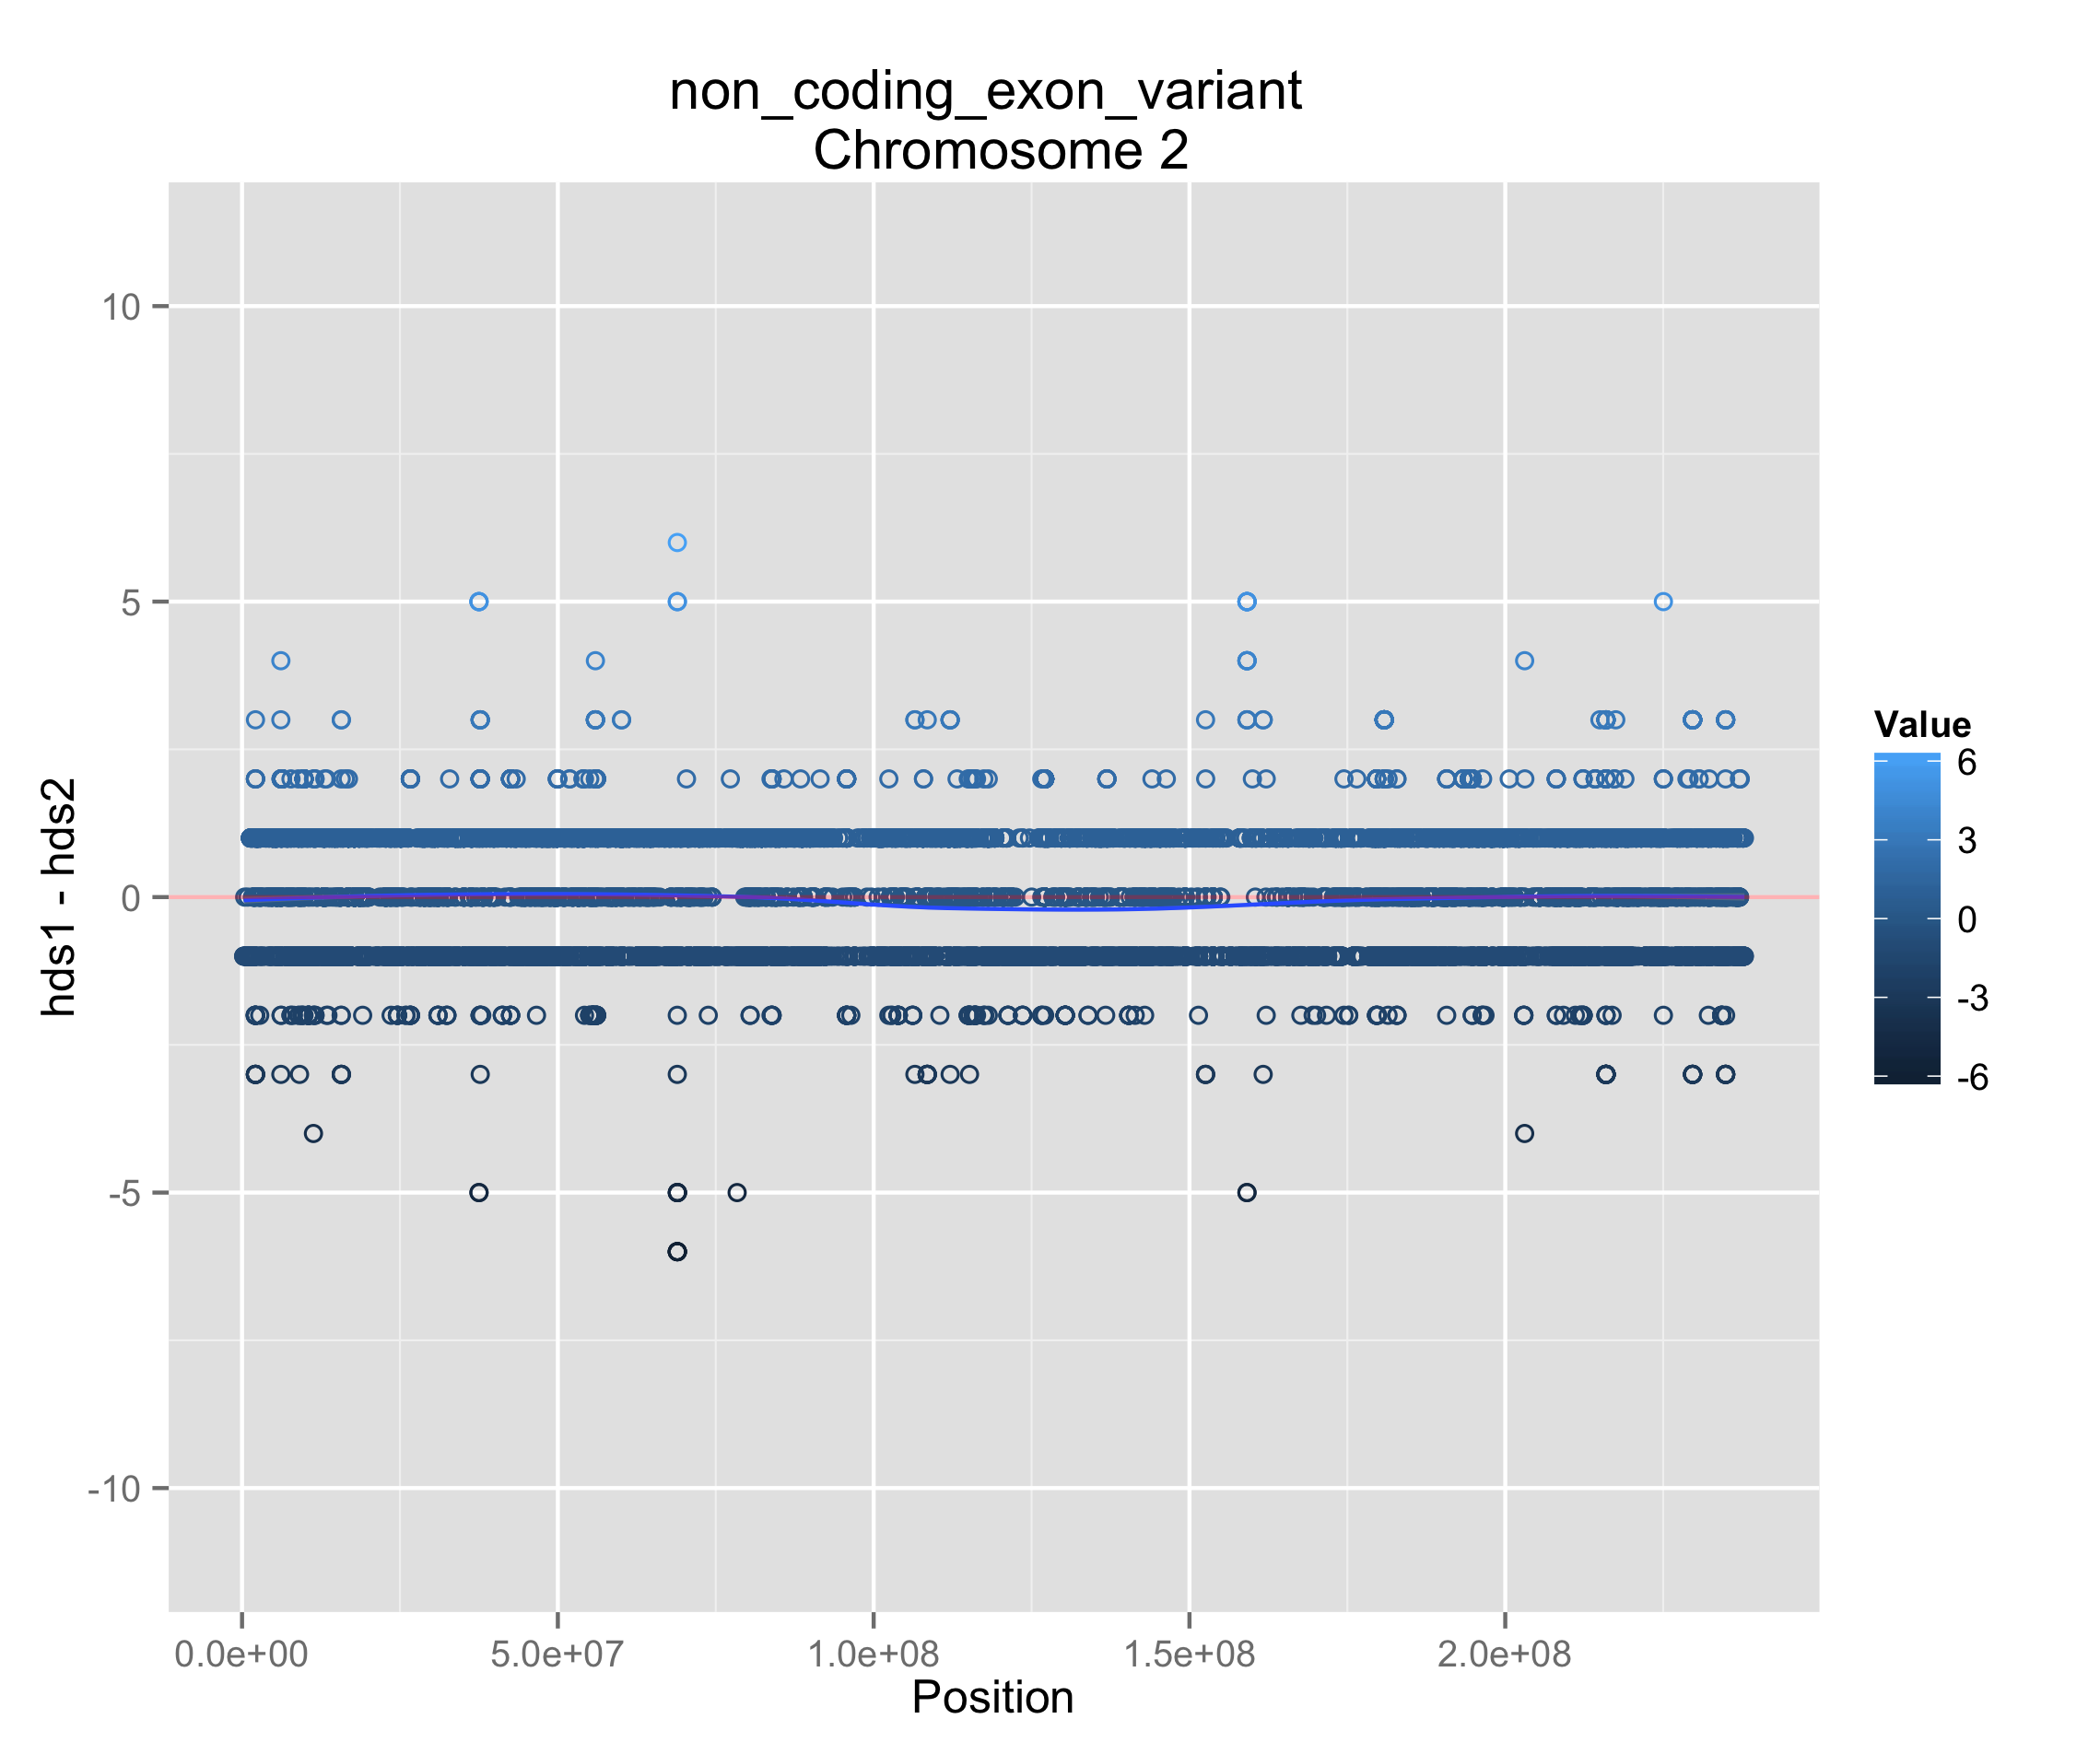 non_coding_exon_variant
Chromosome 2
hds1 - hds2
10
5
0
-5
-10
0.0e+00
5.0e+07
1.0e+08
1.5e+08
2.0e+08
Position
Value
6
3
0
-3
-6